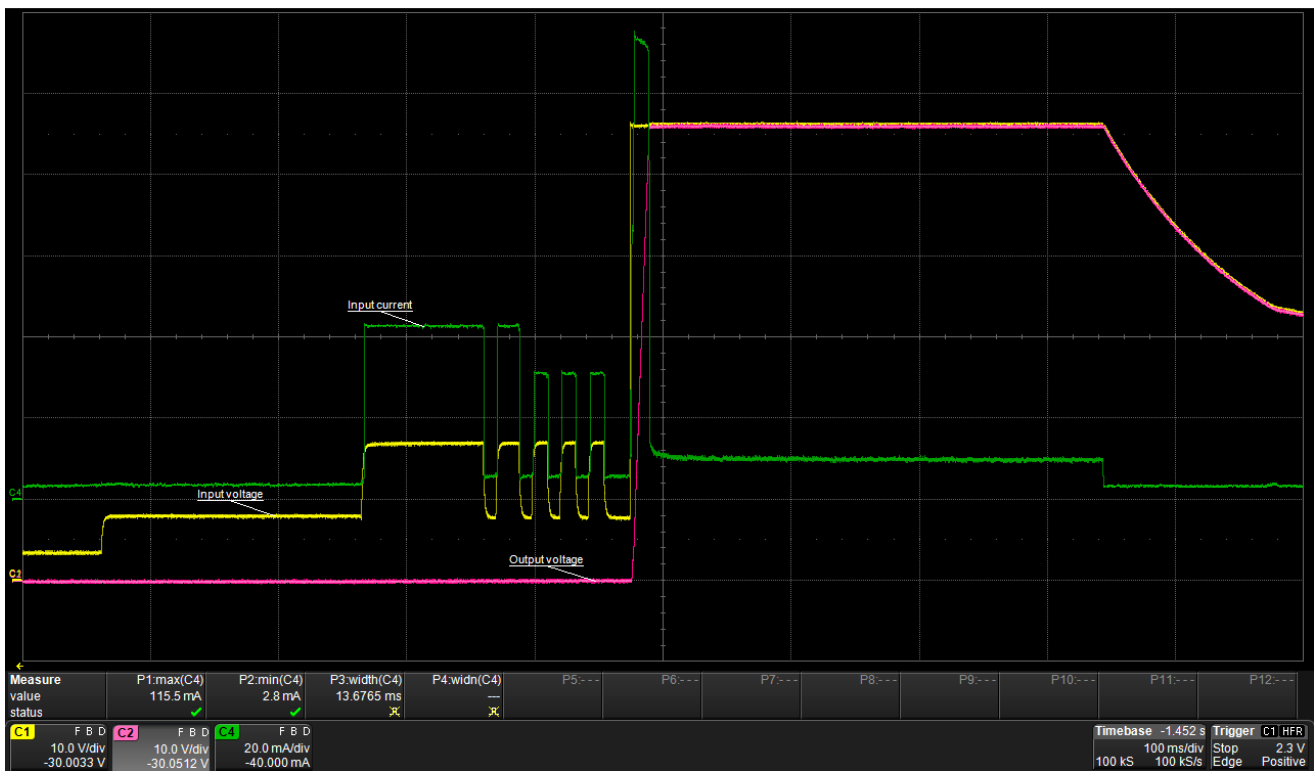 Input current
C4
Input voltage
Output voltage
C2
Measure P1:max(C4) P2:min(C4) P3:width(C4) P4:widn(C4) P5:- - - P6:- - - P7:- - - P8:- - - P9:- - - P10:- - - P11:- - - P12:- - -
value 115.5 mA 2.8 mA 13.6765 ms ---
status
C1 F B D C2 F B D C4 F B D Timebase -1.452 s Trigger C1 HFR
10.0 V/div 10.0 V/div 20.0 mA/div 100 ms/div Stop 2.3 V
-30.0033 V -30.0512 V -40.000 mA 100 kS 100 kS/s Edge Positive